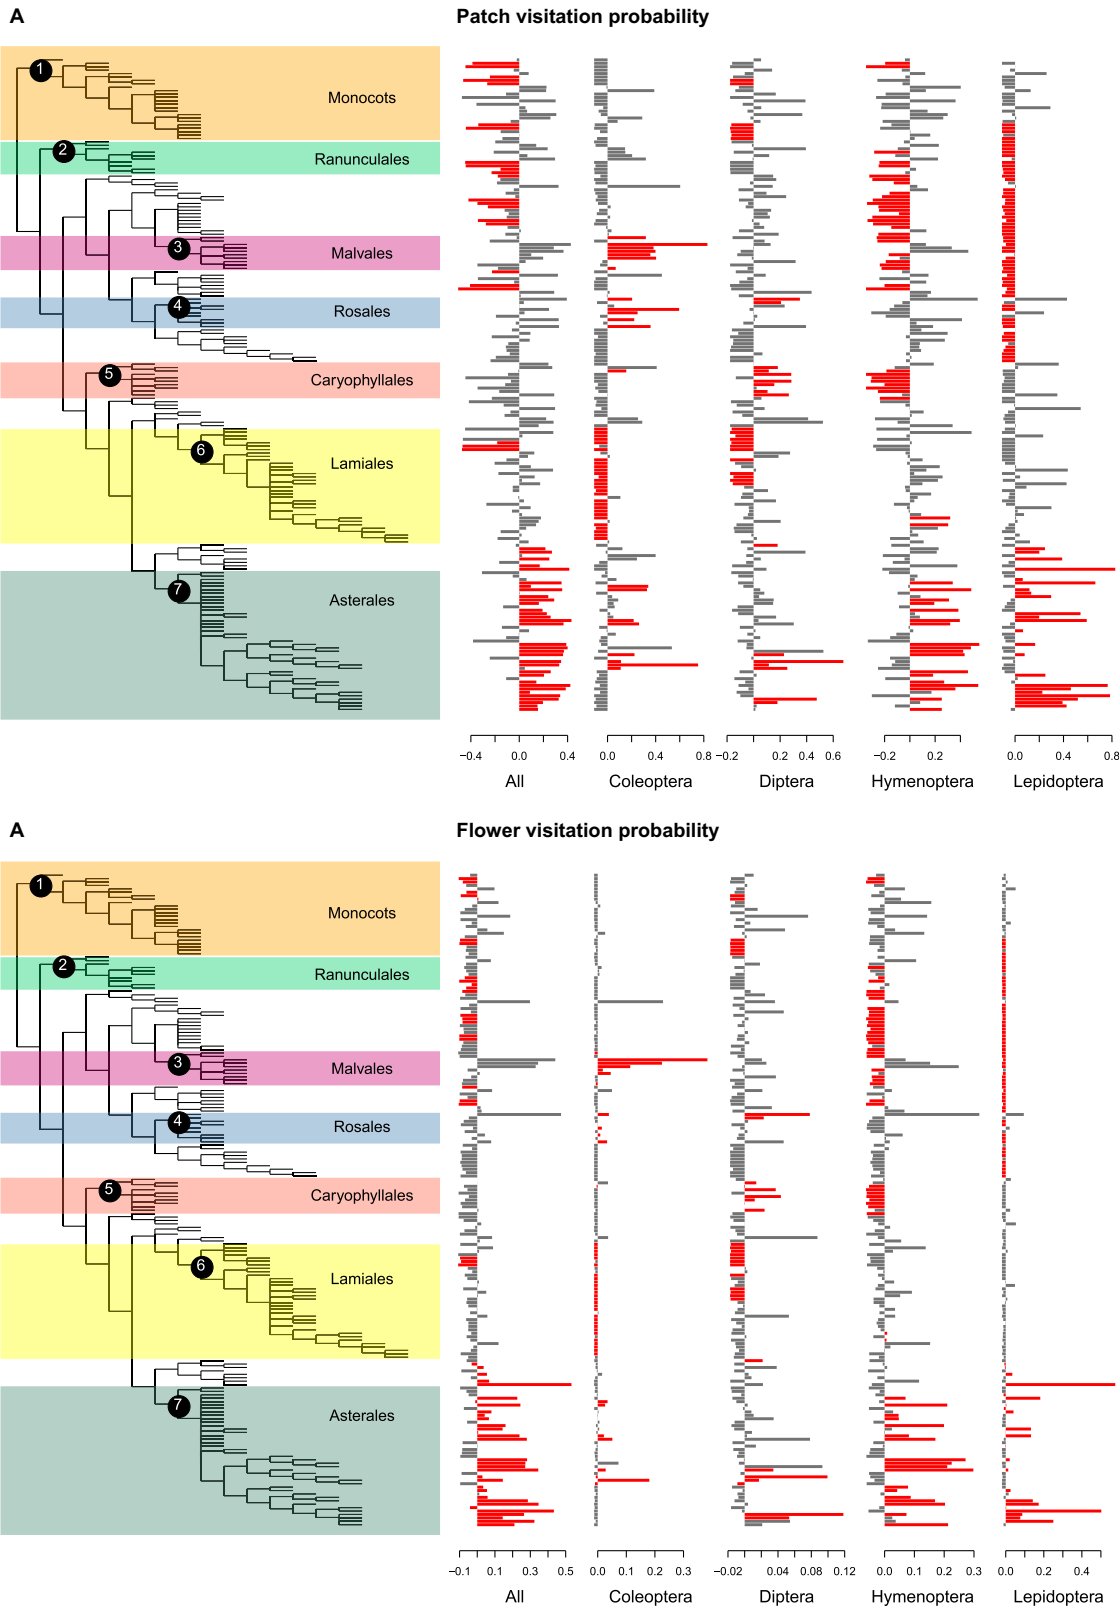 A Patch visitation probability
1
Monocots
2
Ranunculales
3
Malvales
4
Rosales
5
Caryophyllales
6
Lamiales
7
Asterales
−0.4 0.0 0.4 0.0 0.4 0.8 −0.2 0.2 0.4 0.6 −0.2 0.2 0.0 0.4 0.8
All Coleoptera Diptera Hymenoptera Lepidoptera
A Flower visitation probability
1
Monocots
2
Ranunculales
3
Malvales
4
Rosales
5
Caryophyllales
6
Lamiales
7
Asterales
−0.1 0.1 0.3 0.5 0.0 0.1 0.2 0.3 −0.02 0.04 0.08 0.12 0.0 0.1 0.2 0.3 0.0 0.2 0.4
All Coleoptera Diptera Hymenoptera Lepidoptera